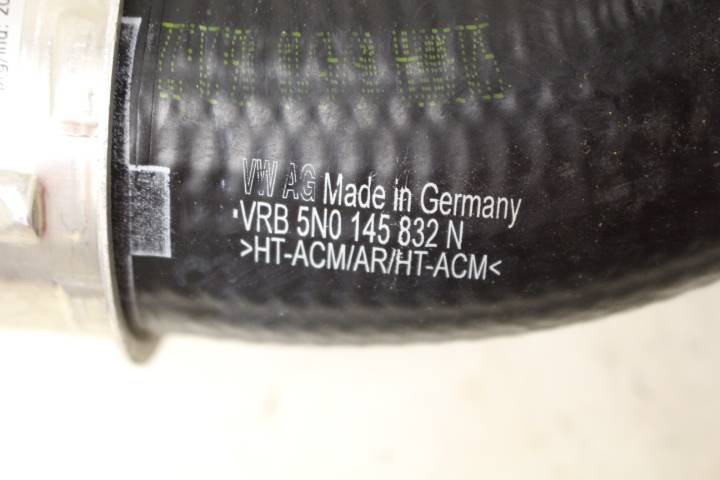 VW AG Made in Germany
VRB 5N0 145 832 N
>HT-ACM/AR/HT-ACM<